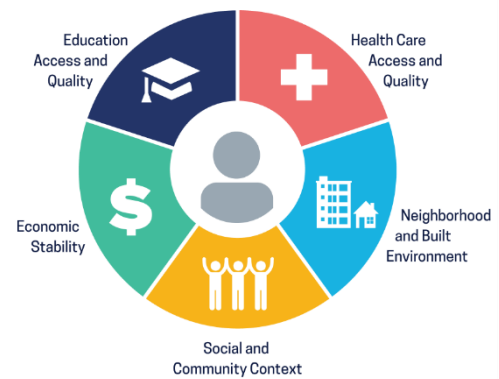 Education
Access and
Quality
Health Care
Access and
Quality
$
Economic
Stability
Neighborhood
and Built
Environment
Social and
Community Context